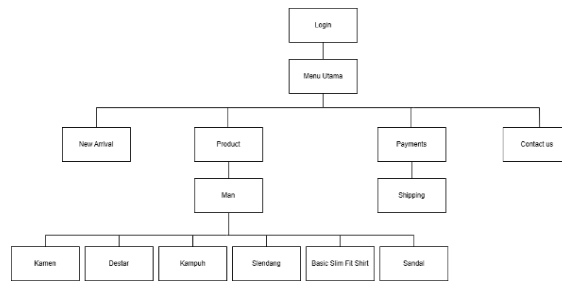 Login
Menu Utama
New Arrival
Product
Payments
Contact us
Man
Shipping
Kamen
Destar
Kampuh
Slendang
Basic Slim Fit Shirt
Sandal